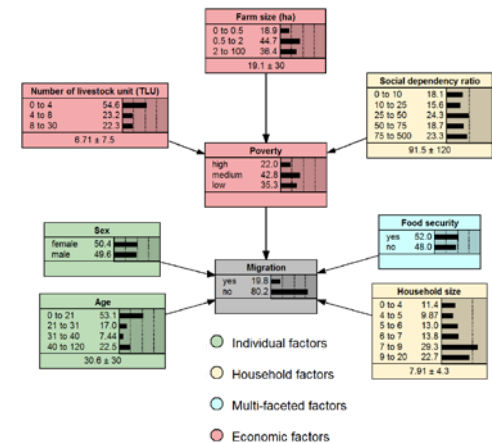 Farm size (ha)
0 to 0.5 18.9
0.5 to 2 44.7
2 to 100 36.4
19.1 ± 30
Number of livestock unit (TLU)
0 to 4 54.6
4 to 8 23.2
8 to 30 22.3
6.71 ± 7.5
Social dependency ratio
0 to 10 18.1
10 to 25 15.6
25 to 50 24.3
50 to 75 18.7
75 to 500 23.3
91.5 ± 120
Poverty
high 22.0
medium 42.8
low 35.3
Sex
female 50.4
male 49.6
Food security
yes 52.0
no 48.0
Migration
yes 19.8
no 80.2
Age
0 to 21 53.1
21 to 31 17.0
31 to 40 7.44
40 to 120 22.5
30.6 ± 30
Household size
0 to 4 11.4
4 to 5 9.87
5 to 6 13.0
6 to 7 13.8
7 to 9 29.3
9 to 20 22.7
7.91 ± 4.3
Individual factors
Household factors
Multi-faceted factors
Economic factors